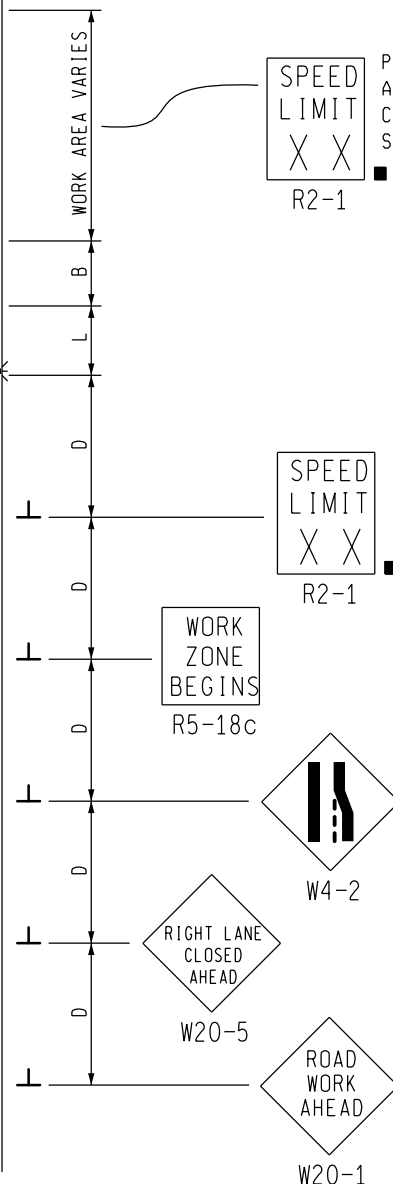 WORK AREA VARIES
SPEED
LIMIT
X X
R2-1
P
A
C
S
B
L
D
SPEED
LIMIT
X X
R2-1
D
WORK
ZONE
BEGINS
R5-18c
D
W4-2
D
RIGHT LANE
CLOSED
AHEAD
W20-5
D
ROAD
WORK
AHEAD
W20-1